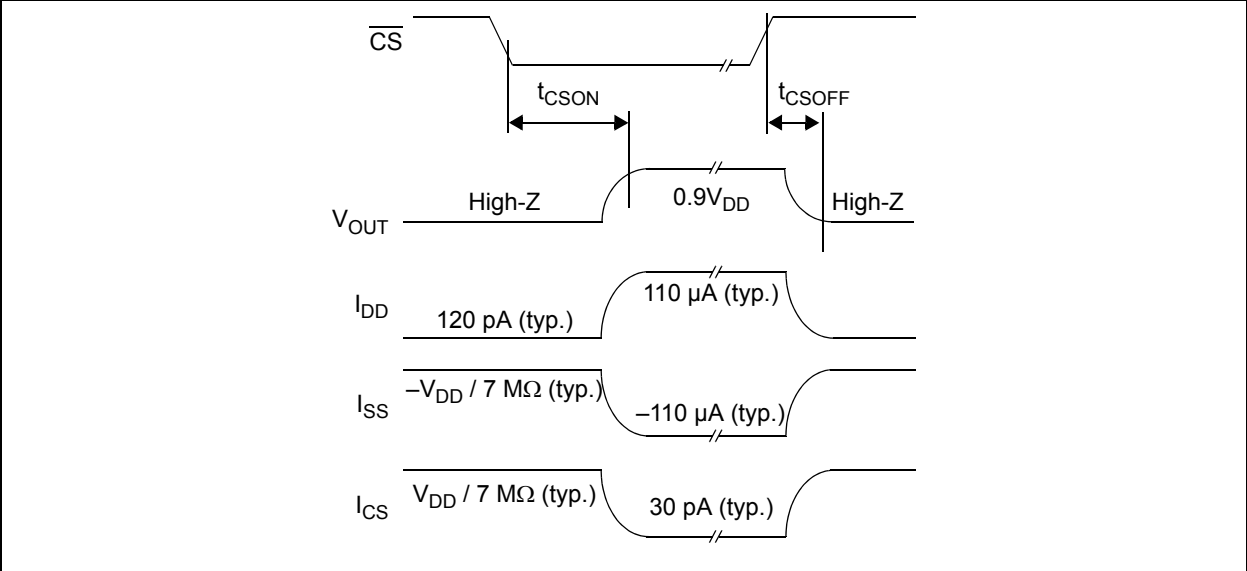 CS
tCSON
tCSOFF
VOUT
High-Z
0.9VDD
High-Z
IDD
120 pA (typ.)
110 µA (typ.)
ISS
–VDD / 7 MΩ (typ.)
–110 µA (typ.)
ICS
VDD / 7 MΩ (typ.)
30 pA (typ.)